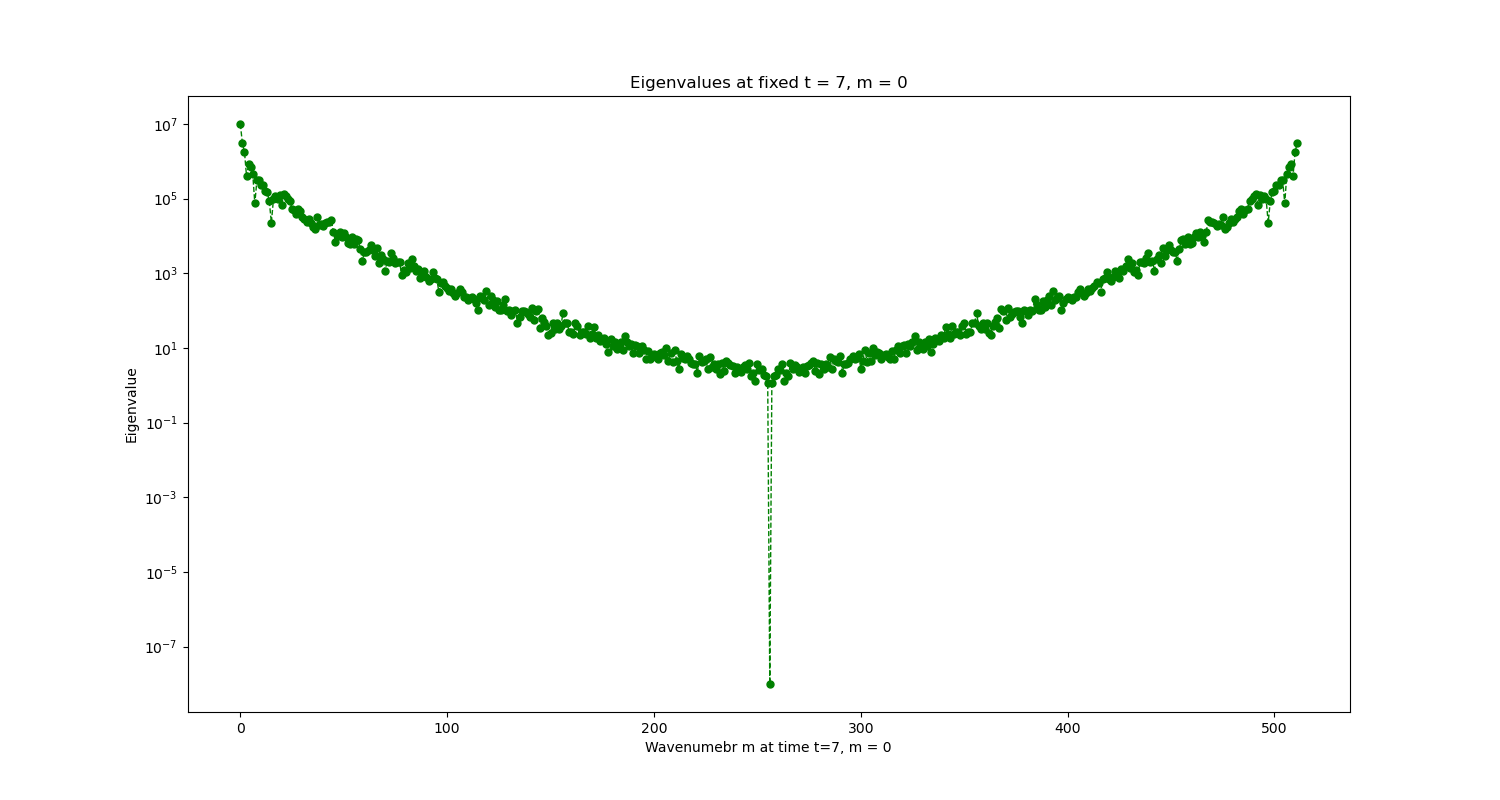 Eigenvalues at fixed t = 7, m = 0
10^7
10^5
10^3
10^1
10^-1
10^-3
10^-5
10^-7
Eigenvalue
0 100 200 300 400 500
Wavenumebr m at time t=7, m = 0